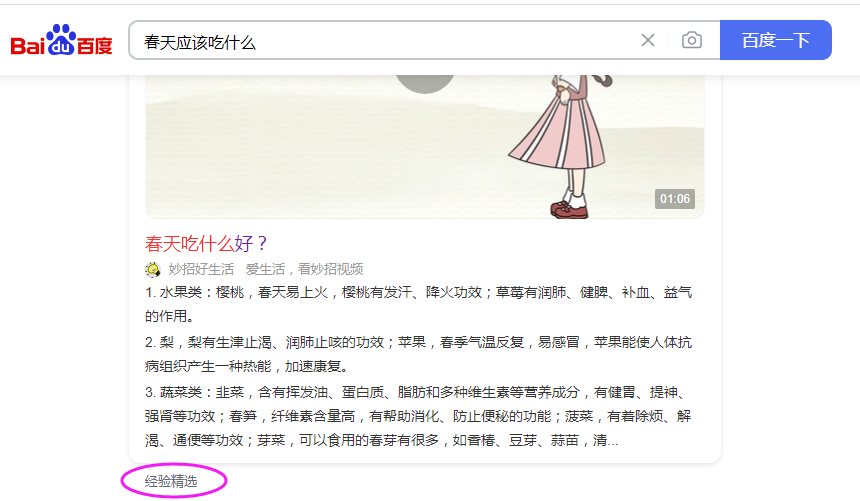 Bai du 百度 春天应该吃什么 百度一下
01:06
春天吃什么好？
妙招好生活 爱生活，看妙招视频
1. 水果类：樱桃，春天易上火，樱桃有发汗、降火功效；草莓有润肺、健脾、补血、益气
的作用。
2. 梨，梨有生津止渴、润肺止咳的功效；苹果，春季气温反复，易感冒，苹果能使人体抗
病组织产生一种热能，加速康复。
3. 蔬菜类：韭菜，含有挥发油、蛋白质、脂肪和多种维生素等营养成分，有健胃、提神、
强肾等功效；春笋，纤维素含量高，有帮助消化、防止便秘的功能；菠菜，有着除烦、解
渴、通便等功效；芽菜，可以食用的春芽有很多，如香椿、豆芽、蒜苗，清...
经验精选